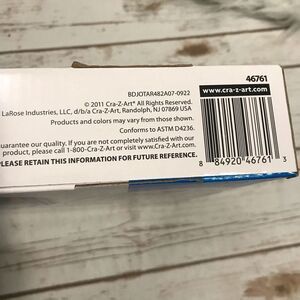 BDJOTAR482A07-0922
© 2011 Cra-Z-Art® All Rights Reserved.
LaRose Industries, LLC, d/b/a Cra-Z-Art, Randolph, NJ 07869 USA
Products and colors may vary from those shown.
Conforms to ASTM D4236.
uarantee our quality. If you are not completely satisfied with our
product, please call 1-800-Cra-Z-Art or visit www.Cra-Z-Art.com.
PLEASE RETAIN THIS INFORMATION FOR FUTURE REFERENCE.
46761
www.cra-z-art.com
8 84920 46761 3